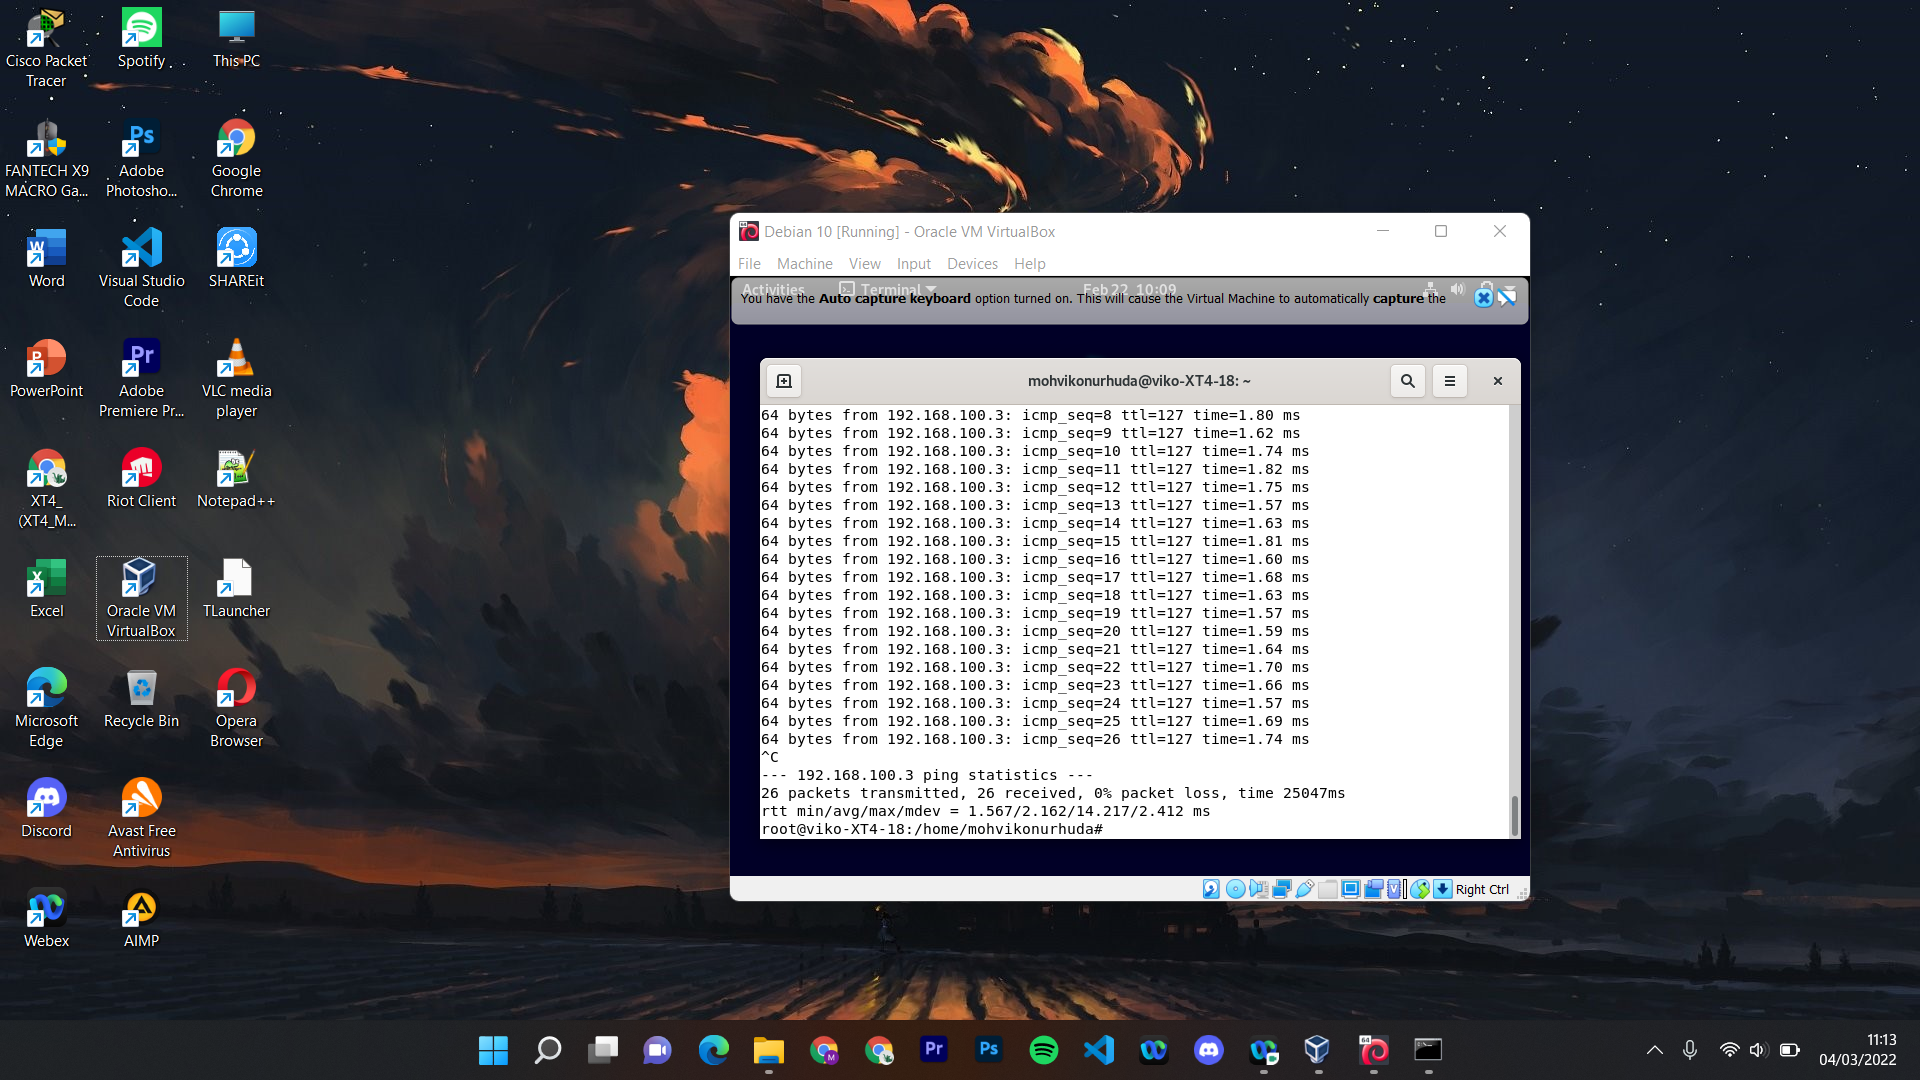 Cisco Packet
Tracer
Spotify
This PC
FANTECH X9
MACRO Ga...
Adobe
Photosho...
Google
Chrome
Word
Visual Studio
Code
SHAREit
PowerPoint
Adobe
Premiere Pr...
VLC media
player
XT4_
(XT4_M...
Riot Client
Notepad++
Excel
Oracle VM
VirtualBox
TLauncher
Microsoft
Edge
Recycle Bin
Opera
Browser
Discord
Avast Free
Antivirus
Webex
AIMP
Debian 10 [Running] - Oracle VM VirtualBox
File Machine View Input Devices Help
Activities Terminal Feb 22 10:09
You have the Auto capture keyboard option turned on. This will cause the Virtual Machine to automatically capture the
mohvikonurhuda@viko-XT4-18: ~
64 bytes from 192.168.100.3: icmp_seq=8 ttl=127 time=1.80 ms
64 bytes from 192.168.100.3: icmp_seq=9 ttl=127 time=1.62 ms
64 bytes from 192.168.100.3: icmp_seq=10 ttl=127 time=1.74 ms
64 bytes from 192.168.100.3: icmp_seq=11 ttl=127 time=1.82 ms
64 bytes from 192.168.100.3: icmp_seq=12 ttl=127 time=1.75 ms
64 bytes from 192.168.100.3: icmp_seq=13 ttl=127 time=1.57 ms
64 bytes from 192.168.100.3: icmp_seq=14 ttl=127 time=1.63 ms
64 bytes from 192.168.100.3: icmp_seq=15 ttl=127 time=1.81 ms
64 bytes from 192.168.100.3: icmp_seq=16 ttl=127 time=1.60 ms
64 bytes from 192.168.100.3: icmp_seq=17 ttl=127 time=1.68 ms
64 bytes from 192.168.100.3: icmp_seq=18 ttl=127 time=1.63 ms
64 bytes from 192.168.100.3: icmp_seq=19 ttl=127 time=1.57 ms
64 bytes from 192.168.100.3: icmp_seq=20 ttl=127 time=1.59 ms
64 bytes from 192.168.100.3: icmp_seq=21 ttl=127 time=1.64 ms
64 bytes from 192.168.100.3: icmp_seq=22 ttl=127 time=1.70 ms
64 bytes from 192.168.100.3: icmp_seq=23 ttl=127 time=1.66 ms
64 bytes from 192.168.100.3: icmp_seq=24 ttl=127 time=1.57 ms
64 bytes from 192.168.100.3: icmp_seq=25 ttl=127 time=1.69 ms
64 bytes from 192.168.100.3: icmp_seq=26 ttl=127 time=1.74 ms
^C
--- 192.168.100.3 ping statistics ---
26 packets transmitted, 26 received, 0% packet loss, time 25047ms
rtt min/avg/max/mdev = 1.567/2.162/14.217/2.412 ms
root@viko-XT4-18:/home/mohvikonurhuda#
Right Ctrl
11:13
04/03/2022